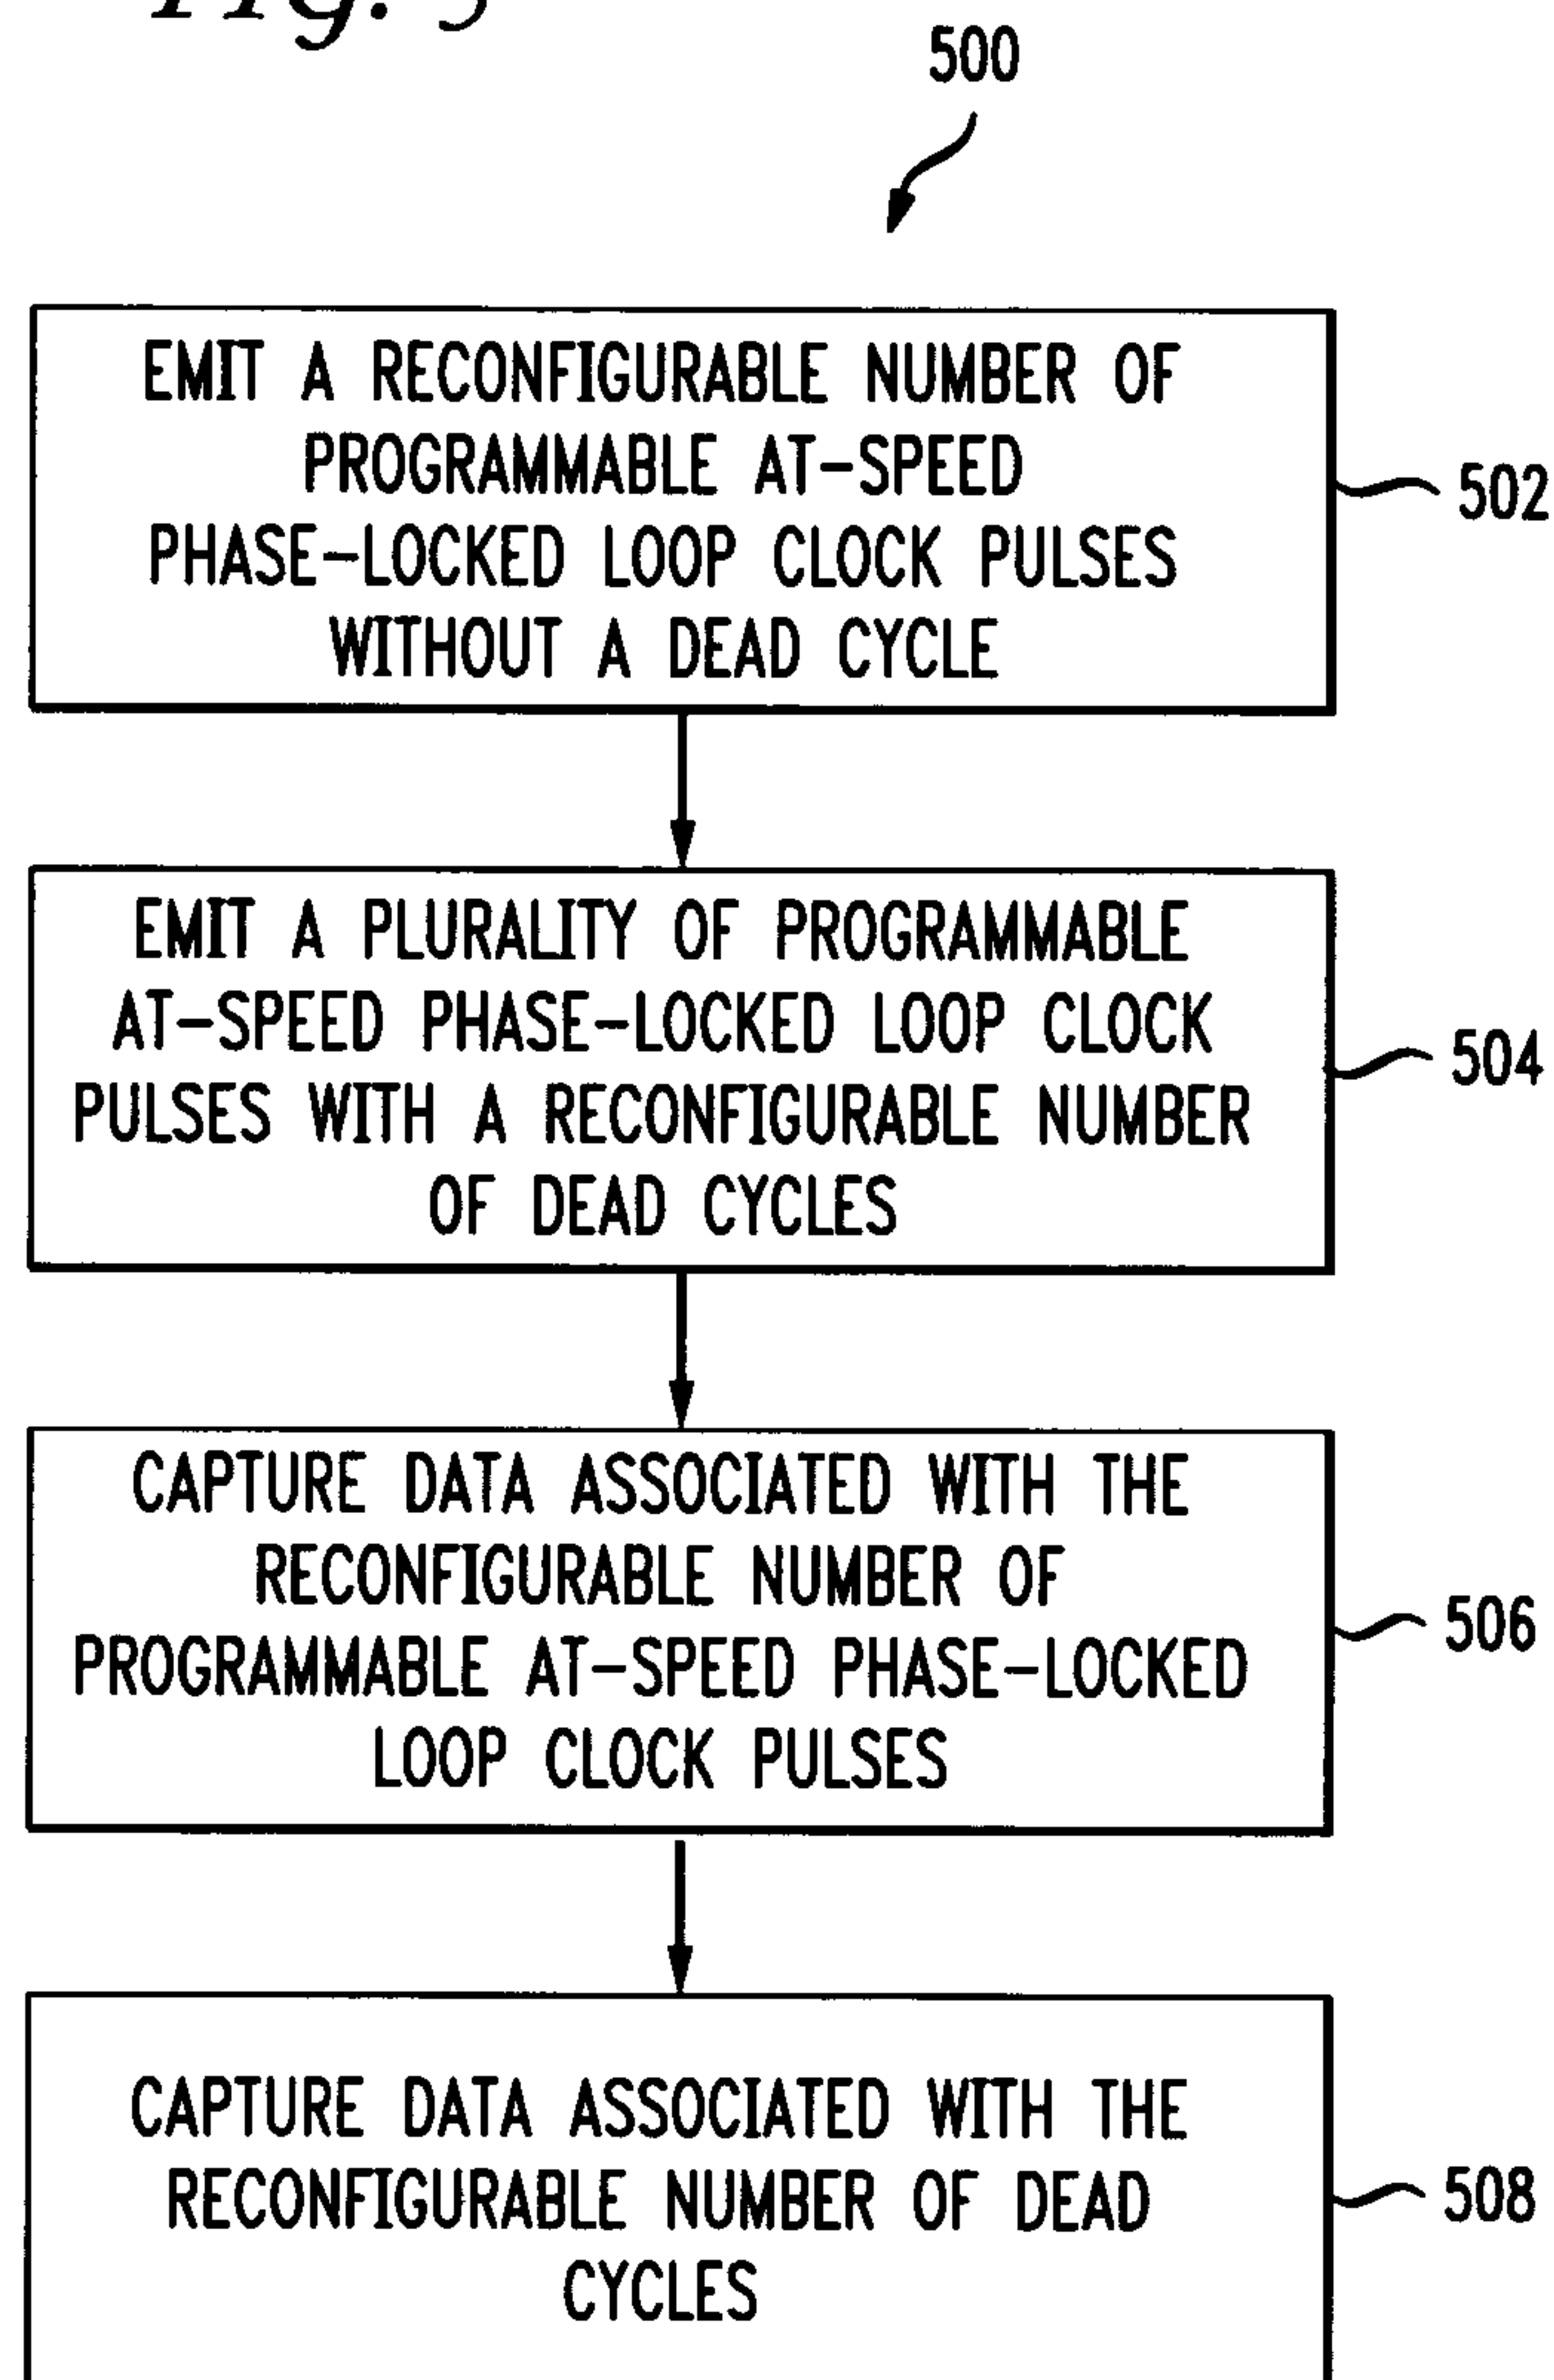 Fig. 5
500
EMIT A RECONFIGURABLE NUMBER OF
PROGRAMMABLE AT-SPEED
PHASE-LOCKED LOOP CLOCK PULSES
WITHOUT A DEAD CYCLE
502
EMIT A PLURALITY OF PROGRAMMABLE
AT-SPEED PHASE-LOCKED LOOP CLOCK
PULSES WITH A RECONFIGURABLE NUMBER
OF DEAD CYCLES
504
CAPTURE DATA ASSOCIATED WITH THE
RECONFIGURABLE NUMBER OF
PROGRAMMABLE AT-SPEED PHASE-LOCKED
LOOP CLOCK PULSES
506
CAPTURE DATA ASSOCIATED WITH THE
RECONFIGURABLE NUMBER OF DEAD
CYCLES
508